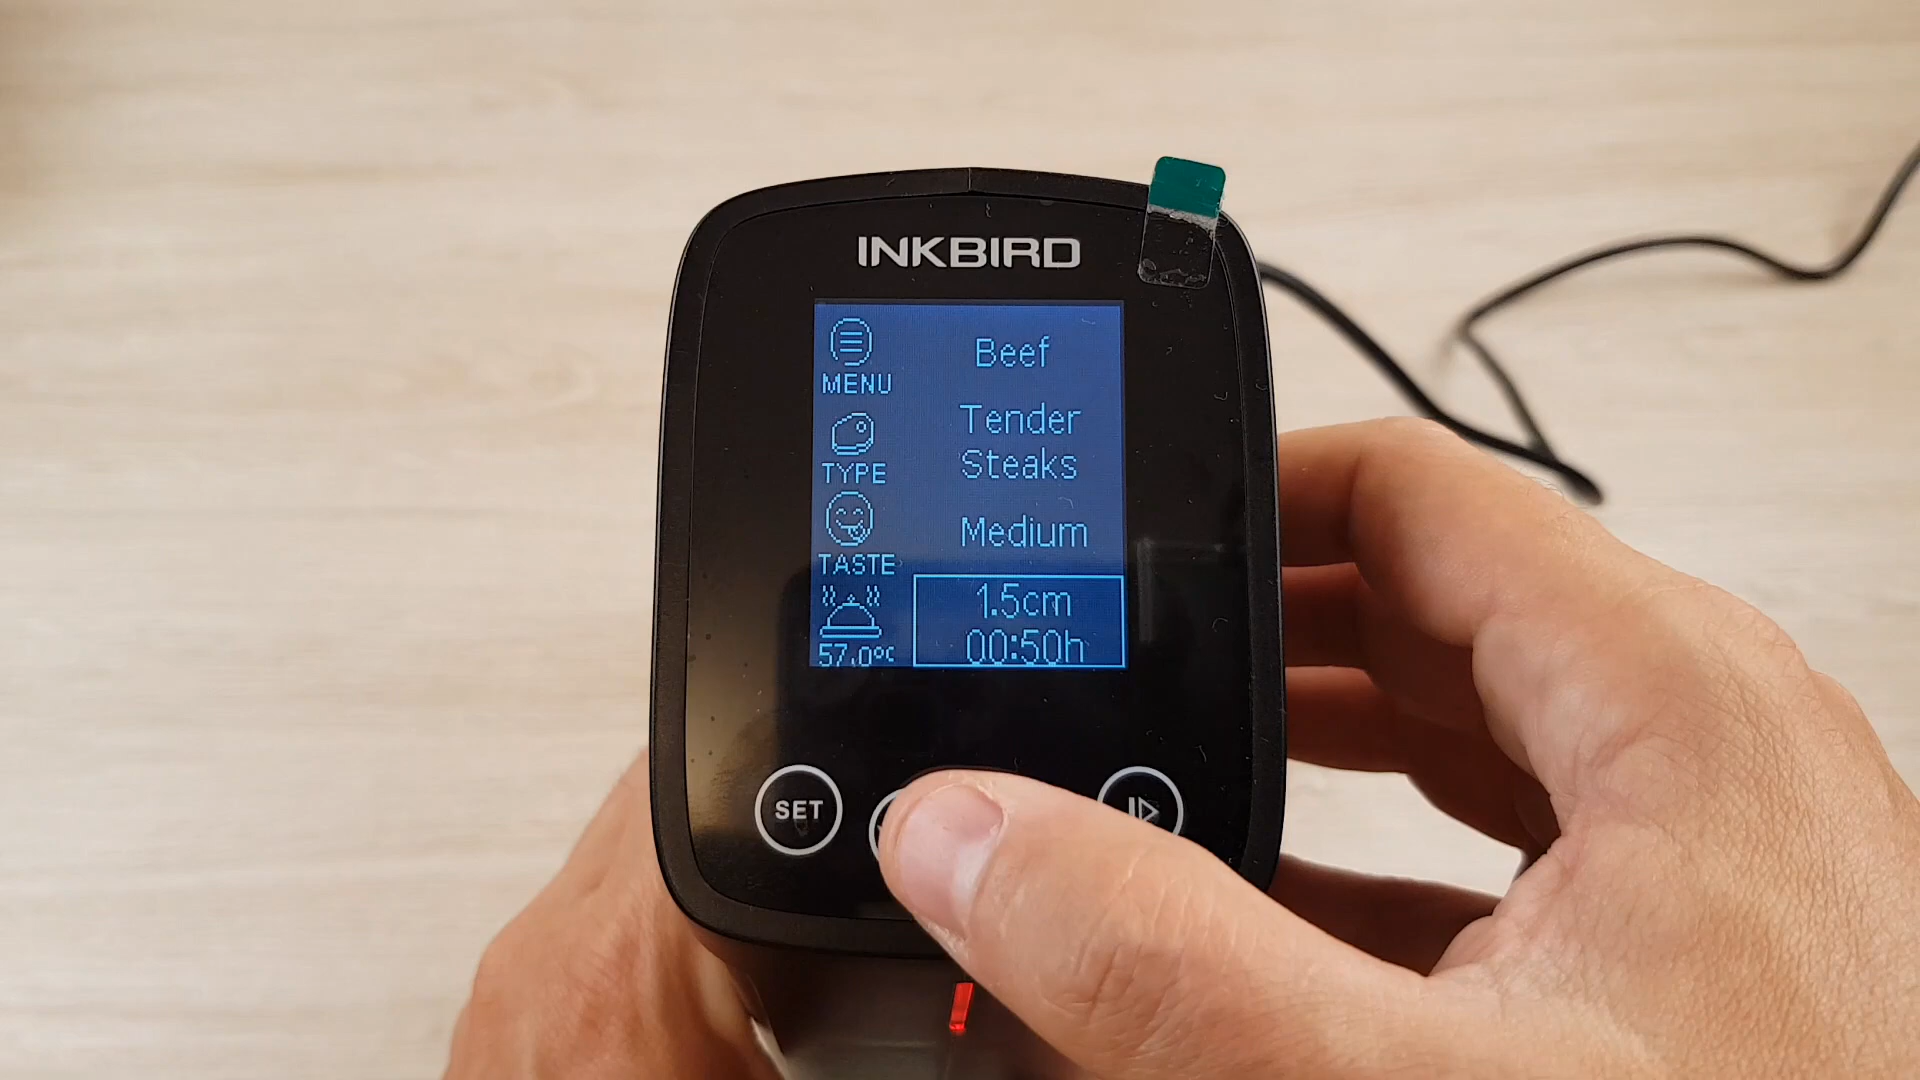 INKBIRD
MENU
Beef
TYPE
Tender
Steaks
TASTE
Medium
57.0°C
1.5cm
00:50h
SET